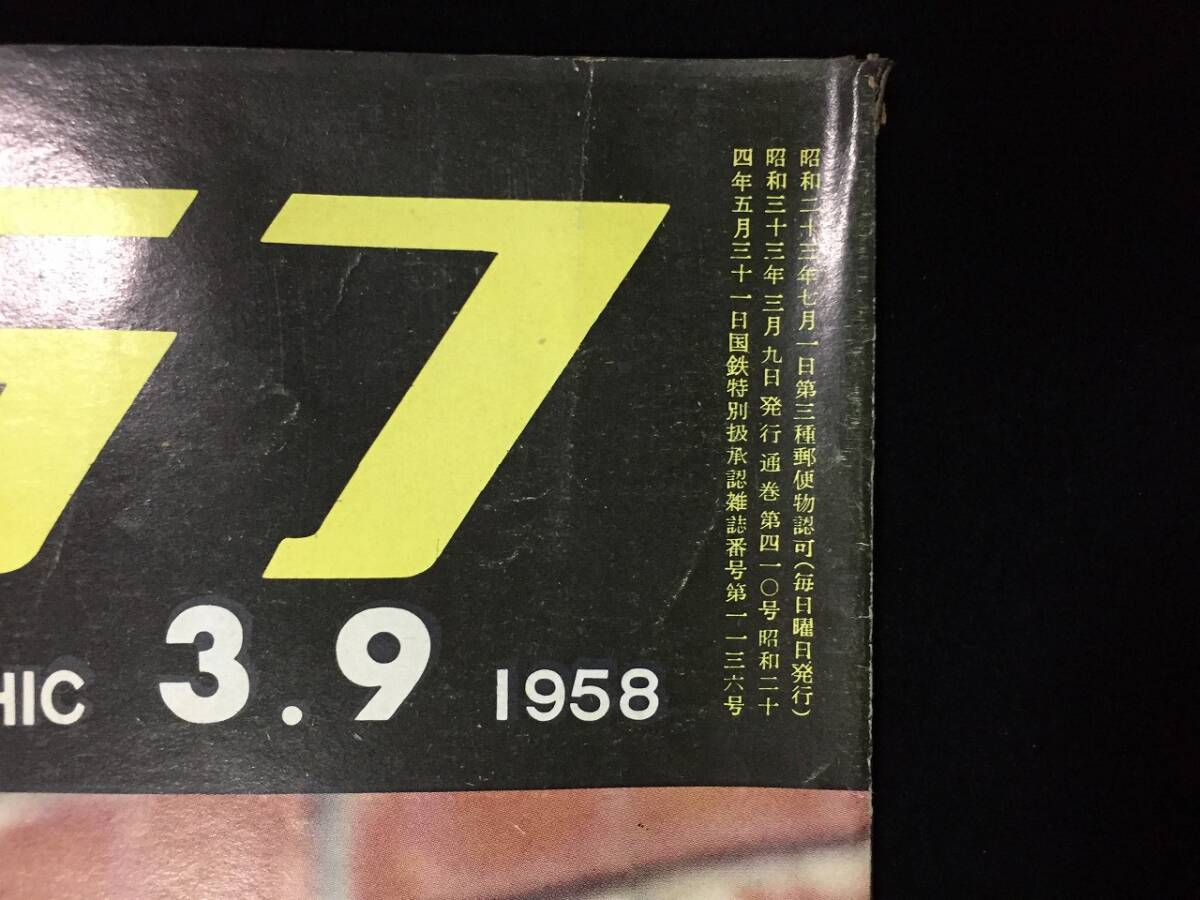 ラフ
HIC 3.9 1958
昭和二十三年七月一日第三種郵便物認可(毎日曜日発行)
昭和三十三年三月九日発行通巻第四一〇号昭和二十
四年五月三十一日国鉄特別扱承認雑誌番号第一一三六号